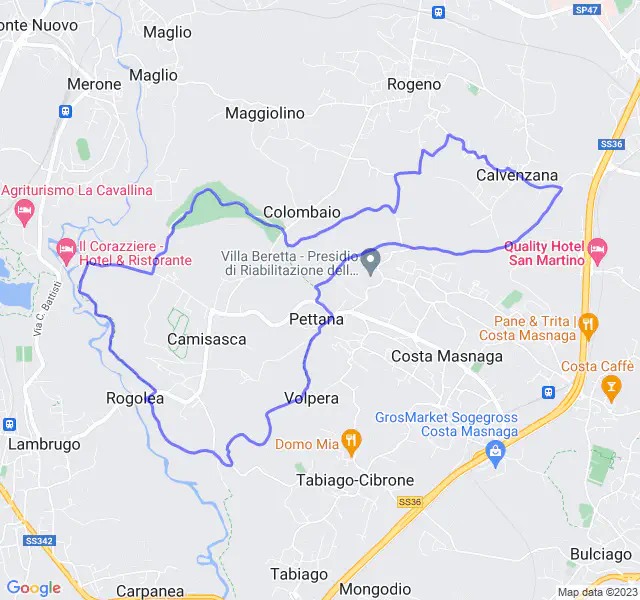 SP47
onte Nuovo
Maglio
Maglio
Merone
Rogeno
Maggiolino
SS36
Calvenzana
Agriturismo La Cavallina
Colombaio
Il Corazziere -
Hotel & Ristorante
Villa Beretta - Presidio
di Riabilitazione dell...
Quality Hotel
San Martino
Via C. Battisti
Pettana
Pane & Trita |
Costa Masnaga
Camisasca
Costa Masnaga
Costa Caffè
Rogolea
Volpera
GrosMarket Sogegross
Costa Masnaga
Lambrugo
Domo Mia
Tabiago-Cibrone
SS36
SS342
Bulciago
Tabiago
Google
Carpanea
Mongodio
Map data ©2023